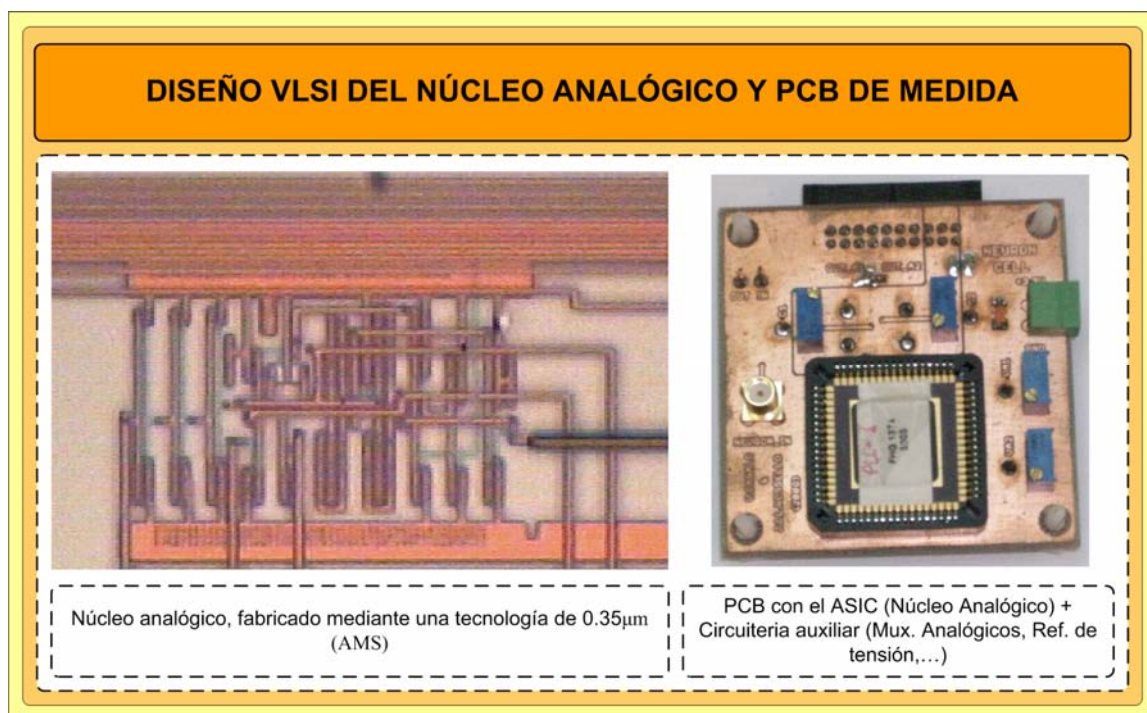 DISEÑO VLSI DEL NÚCLEO ANALÓGICO Y PCB DE MEDIDA
NEURON
CELL
Núcleo analógico, fabricado mediante una tecnología de 0.35μm
(AMS)
PCB con el ASIC (Núcleo Analógico) +
Circuiteria auxiliar (Mux. Analógicos, Ref. de
tensión,…)